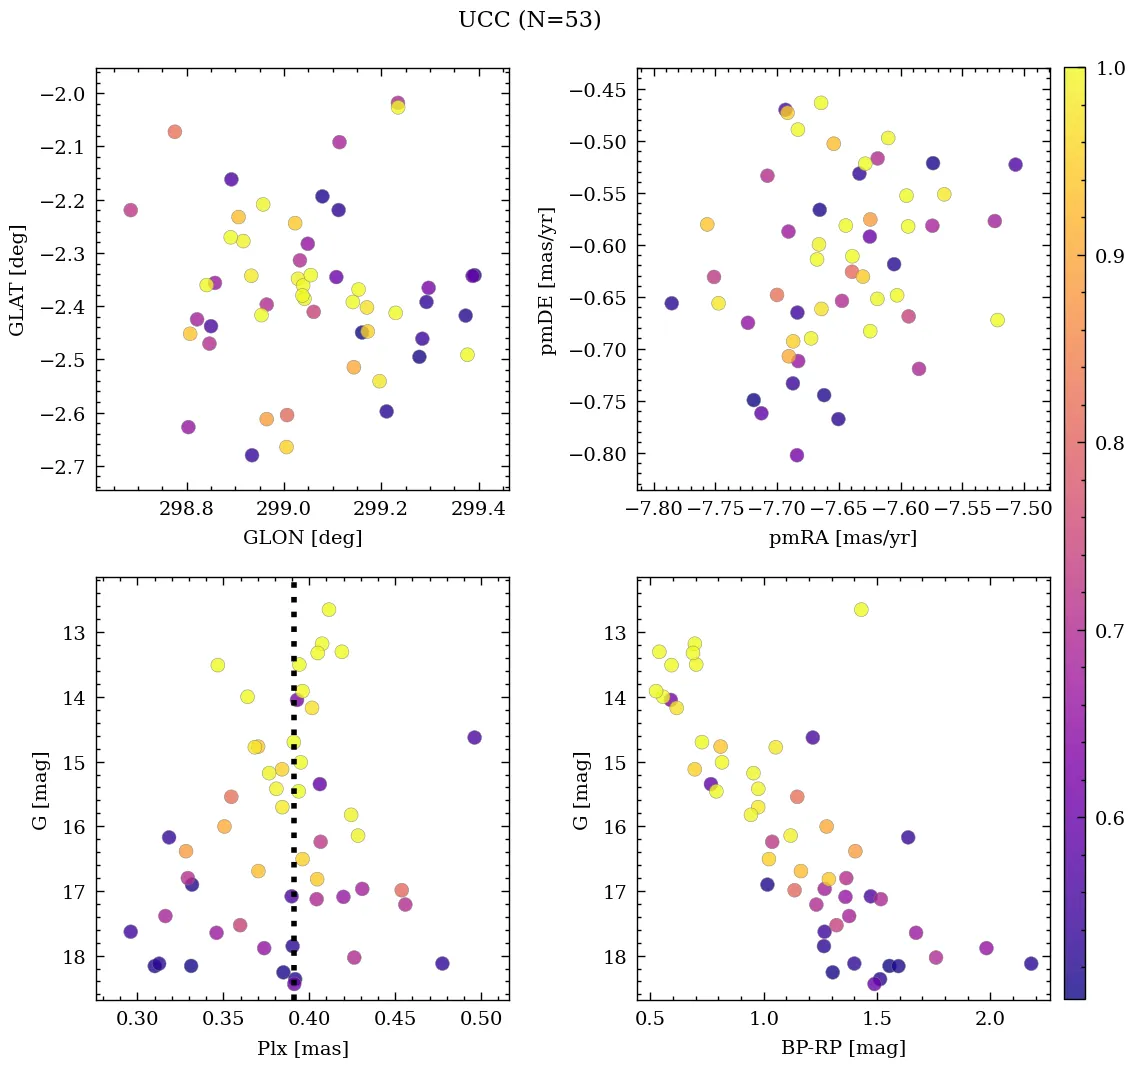 UCC (N=53)
−2.0
−2.1
−2.2
−2.3
−2.4
−2.5
−2.6
−2.7
GLAT [deg]
298.8 299.0 299.2 299.4
GLON [deg]
−0.45
−0.50
−0.55
−0.60
−0.65
−0.70
−0.75
−0.80
pmDE [mas/yr]
−7.80 −7.75 −7.70 −7.65 −7.60 −7.55 −7.50
pmRA [mas/yr]
1.0
0.9
0.8
0.7
0.6
13
14
15
16
17
18
G [mag]
0.30 0.35 0.40 0.45 0.50
Plx [mas]
13
14
15
16
17
18
G [mag]
0.5 1.0 1.5 2.0
BP-RP [mag]